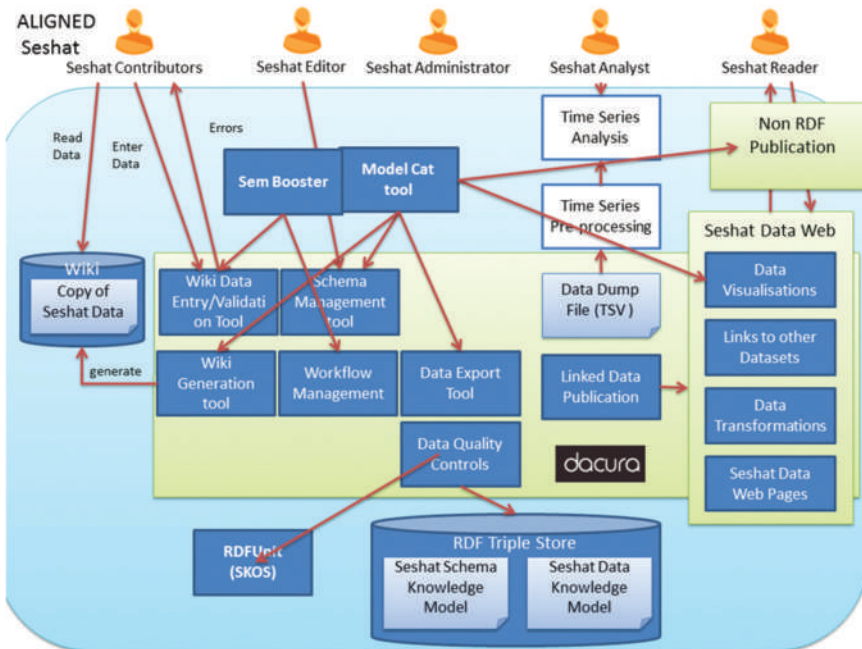 ALIGNED
Seshat
Seshat Contributors
Seshat Editor
Seshat Administrator
Seshat Analyst
Seshat Reader
Read
Data
Enter
Data
Errors
Sem Booster
Model Cat
tool
Time Series
Analysis
Time Series
Pre-processing
Non RDF
Publication
Wiki
Copy of
Seshat Data
Wiki Data
Entry/Validati
on Tool
Schema
Management
tool
Data Dump
File (TSV)
Seshat Data Web
Data
Visualisations
Links to other
Datasets
Data
Transformations
Seshat Data
Web Pages
generate
Wiki
Generation
tool
Workflow
Management
Data Export
Tool
Linked Data
Publication
Data Quality
Controls
dacura
RDFUnit
(SKOS)
RDF Triple Store
Seshat Schema
Knowledge
Model
Seshat Data
Knowledge
Model